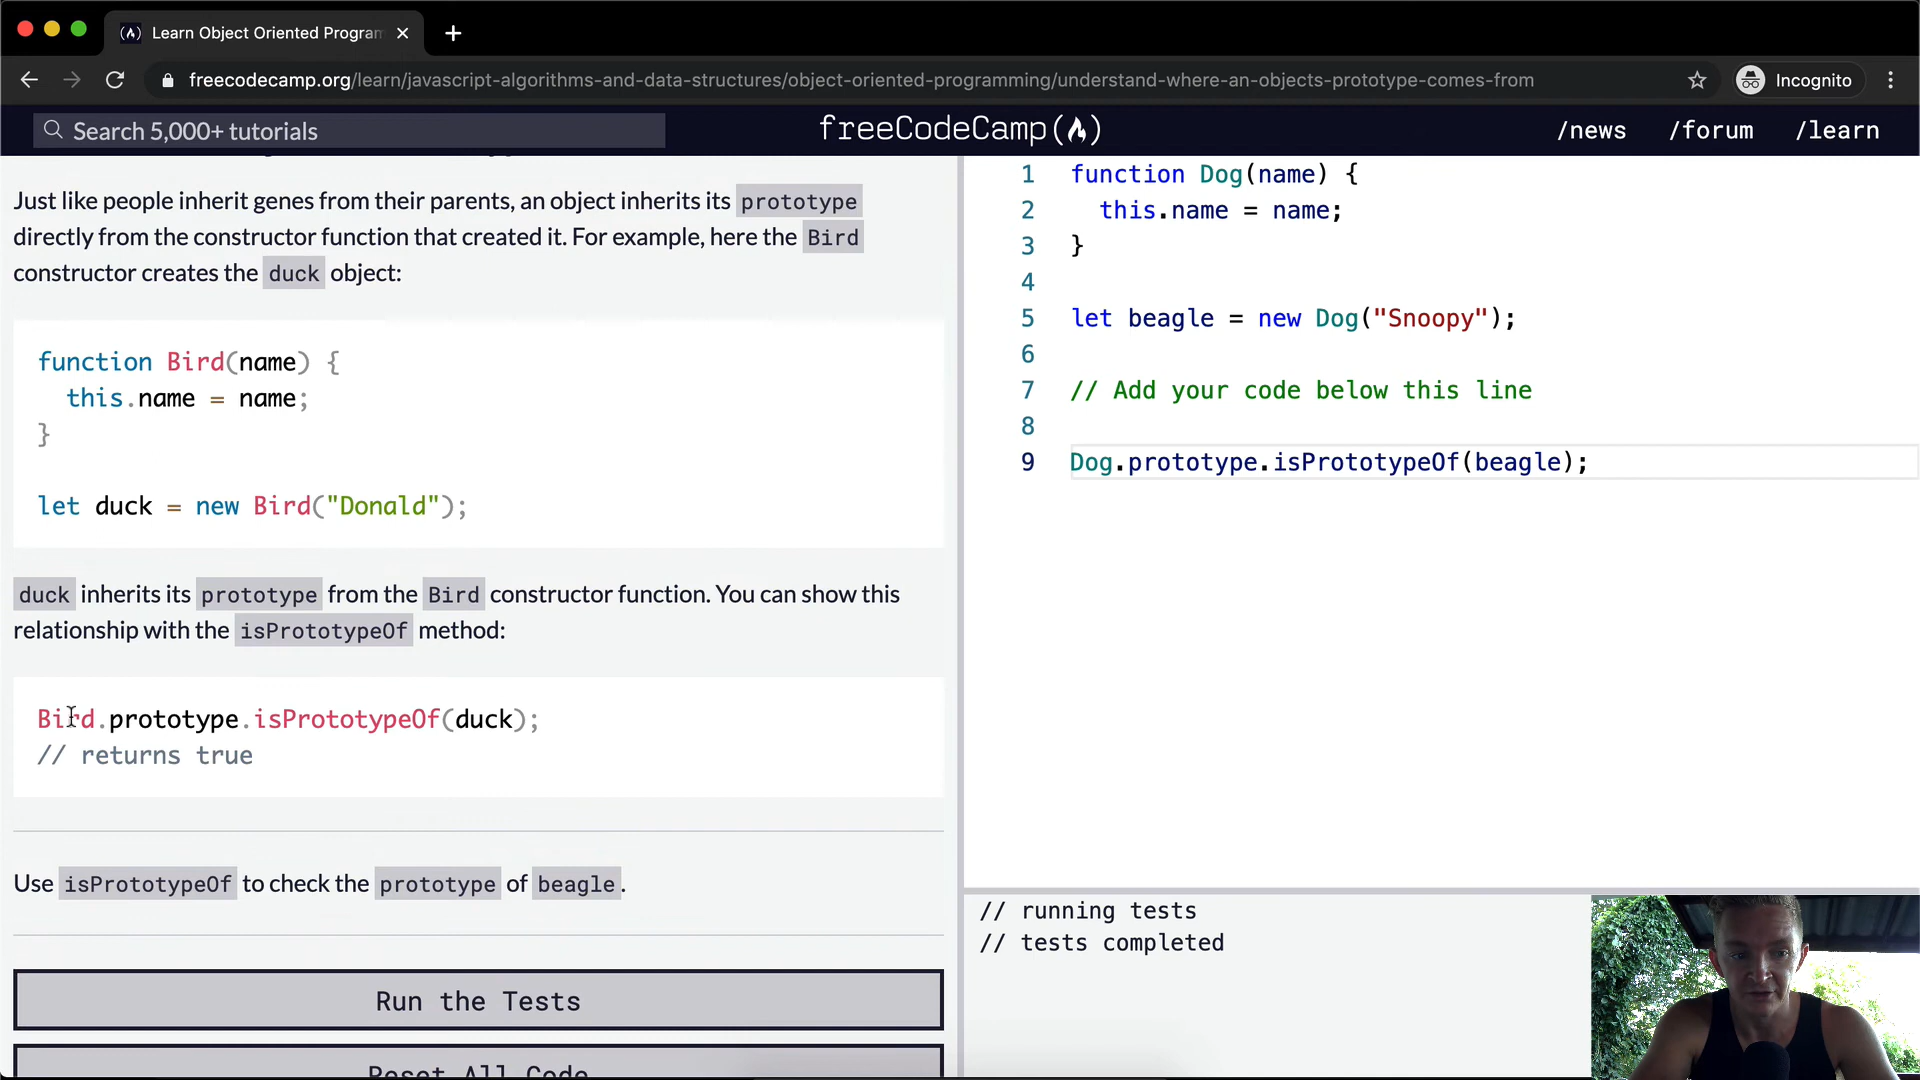 Learn Object Oriented Program
freecodecamp.org/learn/javascript-algorithms-and-data-structures/object-oriented-programming/understand-where-an-objects-prototype-comes-from
Incognito
Search 5,000+ tutorials
freeCodeCamp
/news
/forum
/learn
Just like people inherit genes from their parents, an object inherits its prototype
directly from the constructor function that created it. For example, here the Bird
constructor creates the duck object:
function Bird(name) {
this.name = name;
}
let duck = new Bird("Donald");
duck inherits its prototype from the Bird constructor function. You can show this
relationship with the isPrototypeOf method:
Bird.prototype.isPrototypeOf(duck);
// returns true
Use isPrototypeOf to check the prototype of beagle.
Run the Tests
Reset All Code
1 function Dog(name) {
2 this.name = name;
3 }
4
5 let beagle = new Dog("Snoopy");
6
7 // Add your code below this line
8
9 Dog.prototype.isPrototypeOf(beagle);
// running tests
// tests completed